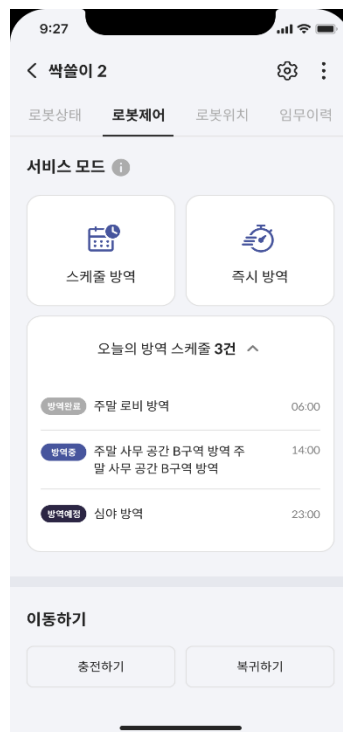 9:27
싹쓸이 2
로봇상태 로봇제어 로봇위치 임무이력
서비스 모드
스케줄 방역 즉시 방역
오늘의 방역 스케줄 3건
방역완료 주말 로비 방역 06:00
방역중 주말 사무 공간 B구역 방역 주 14:00
말 사무 공간 B구역 방역
방역예정 심야 방역 23:00
이동하기
충전하기 복귀하기